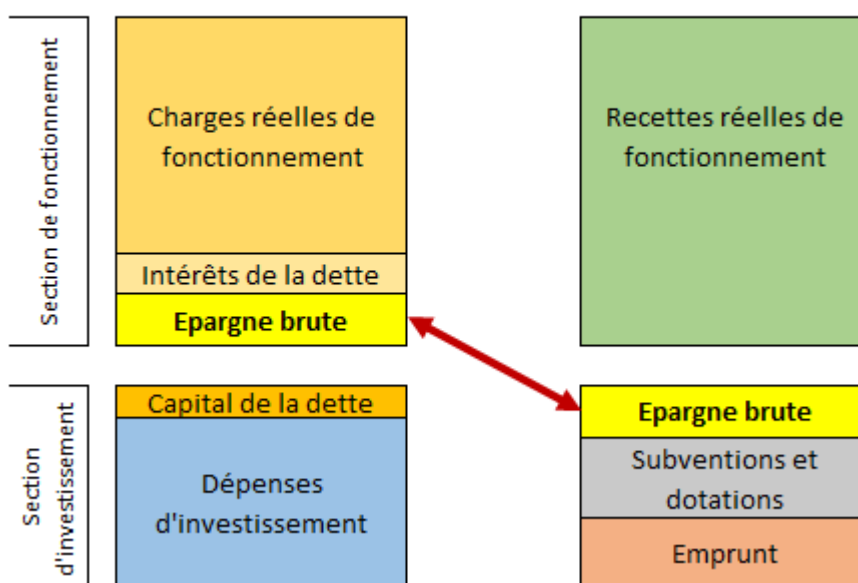 Section de fonctionnement
Charges réelles de
fonctionnement
Intérêts de la dette
Epargne brute
Recettes réelles de
fonctionnement
Section
d'investissement
Capital de la dette
Dépenses
d'investissement
Epargne brute
Subventions et
dotations
Emprunt